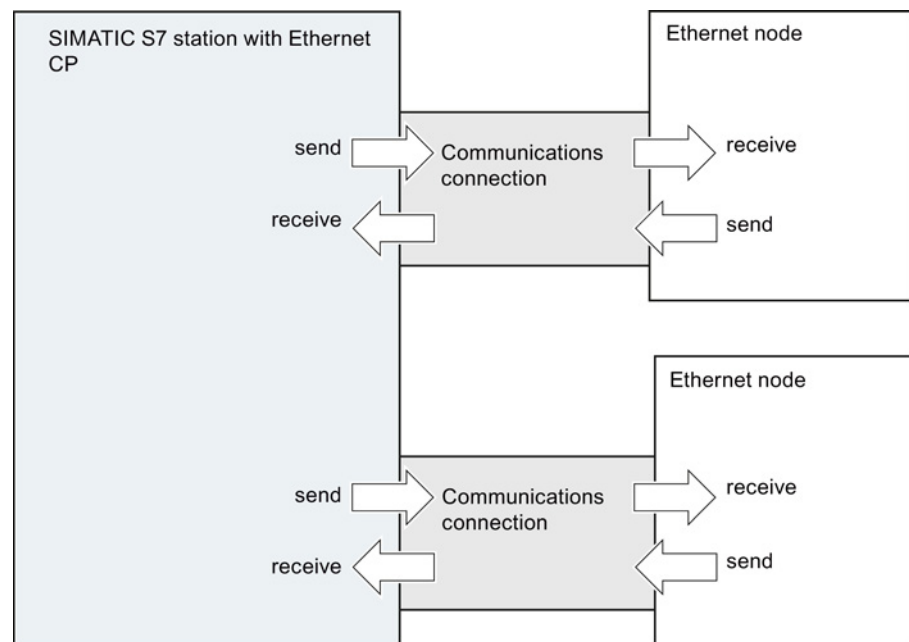 SIMATIC S7 station with Ethernet
CP
Ethernet node
send
Communications
connection
receive
receive
send
Ethernet node
send
Communications
connection
receive
receive
send